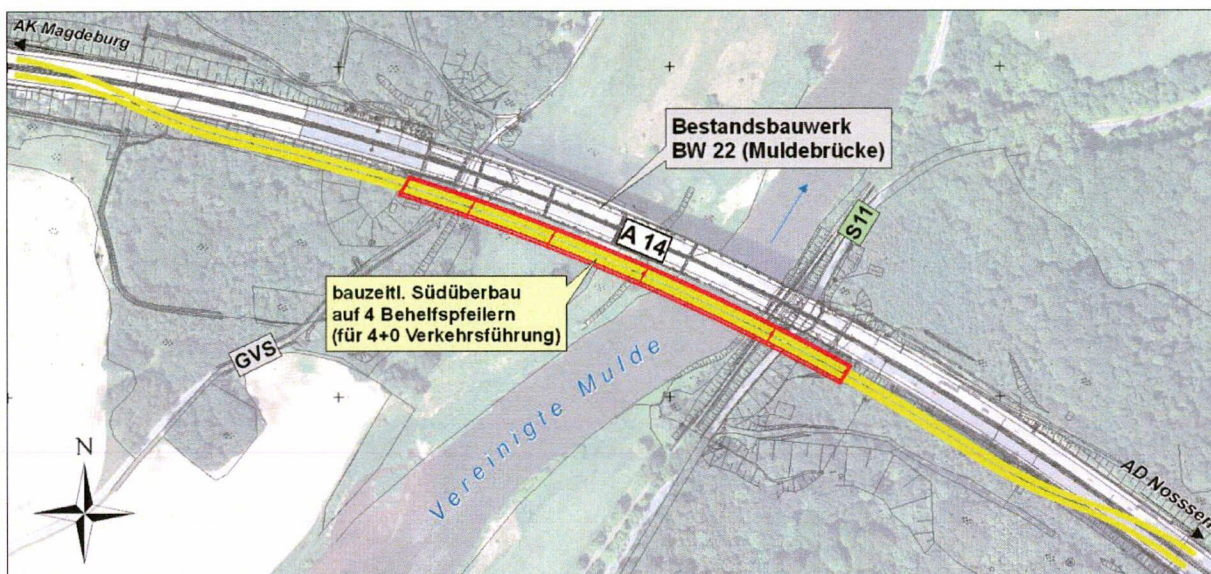 AK Magdeburg
Bestandsbauwerk
BW 22 (Muldebrücke)
S11
A 14
bauzeitl. Südüberbau
auf 4 Behelfspfeilern
(für 4+0 Verkehrsführung)
GVS
Vereinigte Mulde
N
AD Nosssen